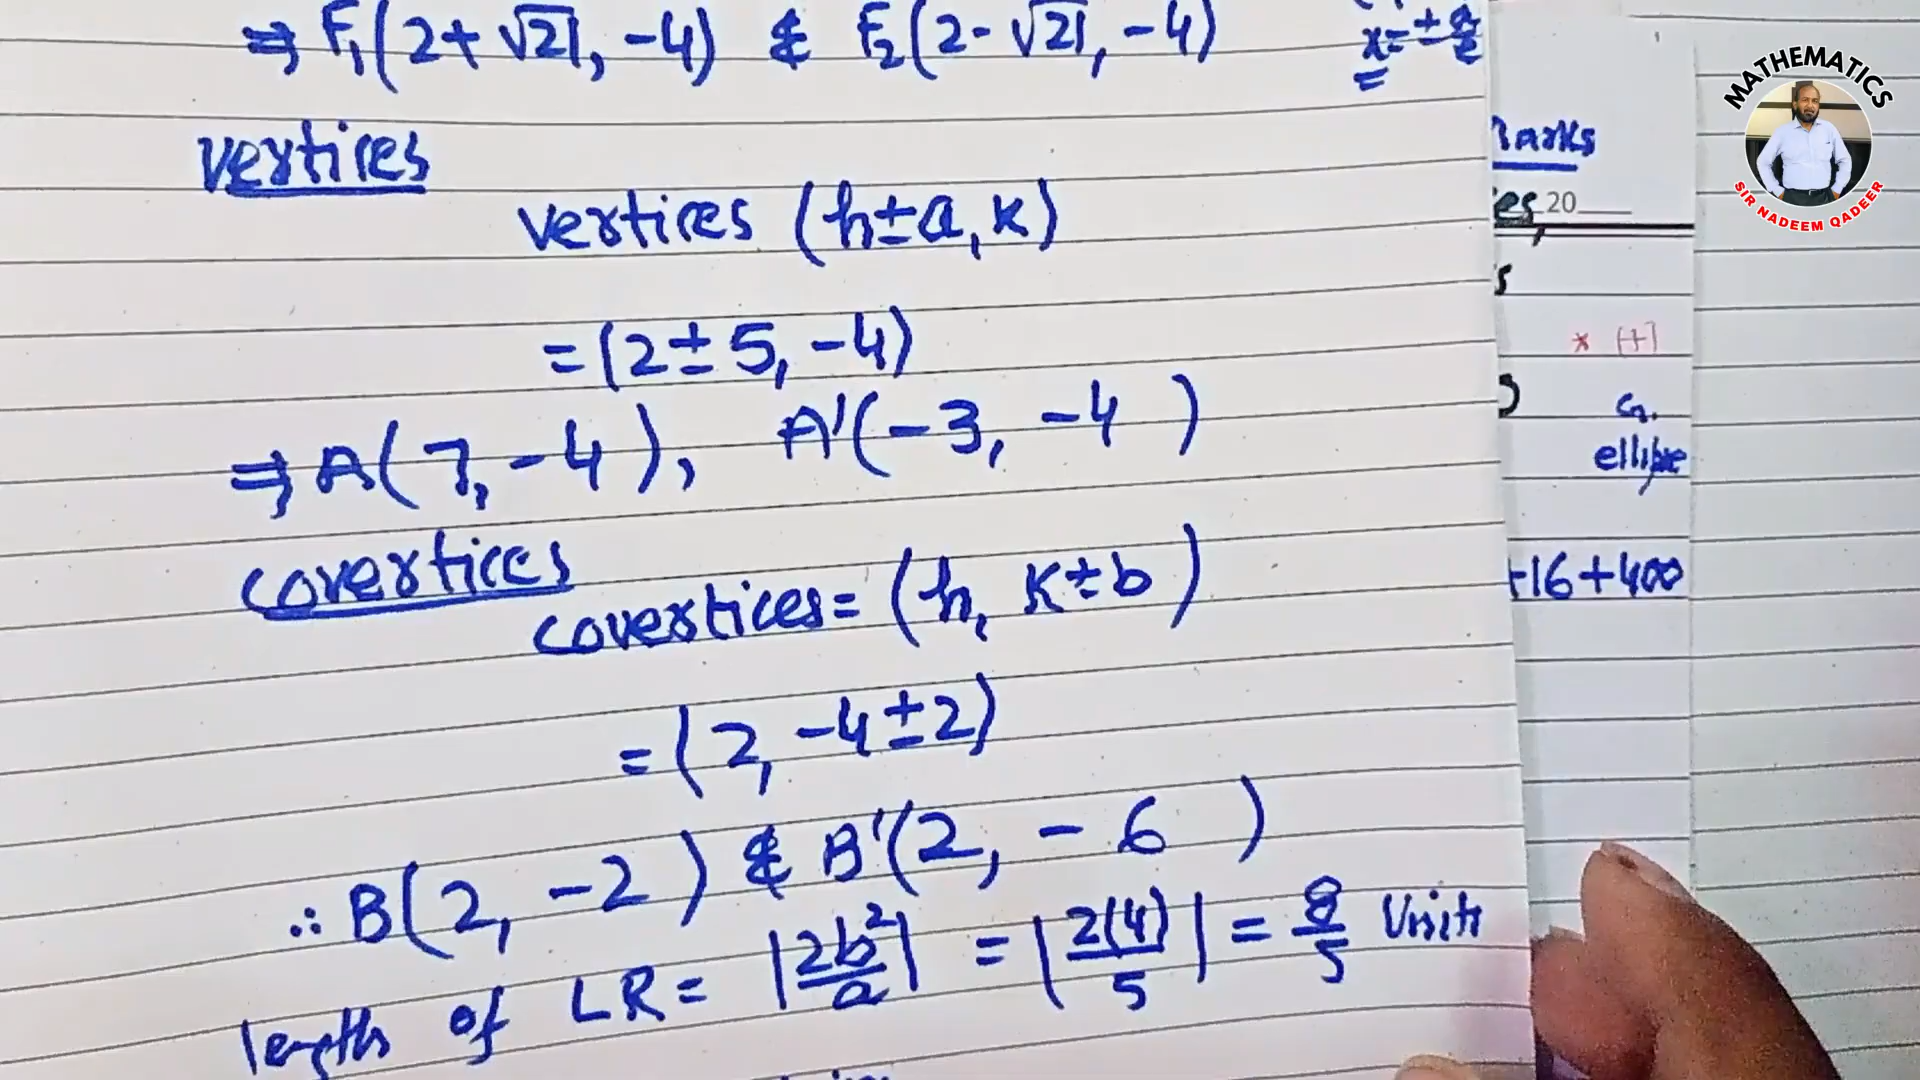 ⇒ F₁(2+√21, -4) & F₂(2-√21, -4)
x=±a/e
vertices
vertices (h±a, k)
=(2±5, -4)
⇒ A(7, -4), A'(-3, -4)
covertices
covertices = (h, k±b)
=(2, -4±2)
∴ B(2, -2) & B'(2, -6)
length of LR = |2b²/a| = |2(4)/5| = 8/5 Units
20
* (+)
ellipse
+16+400
MATHEMATICS
SIR NADEEM QADEER